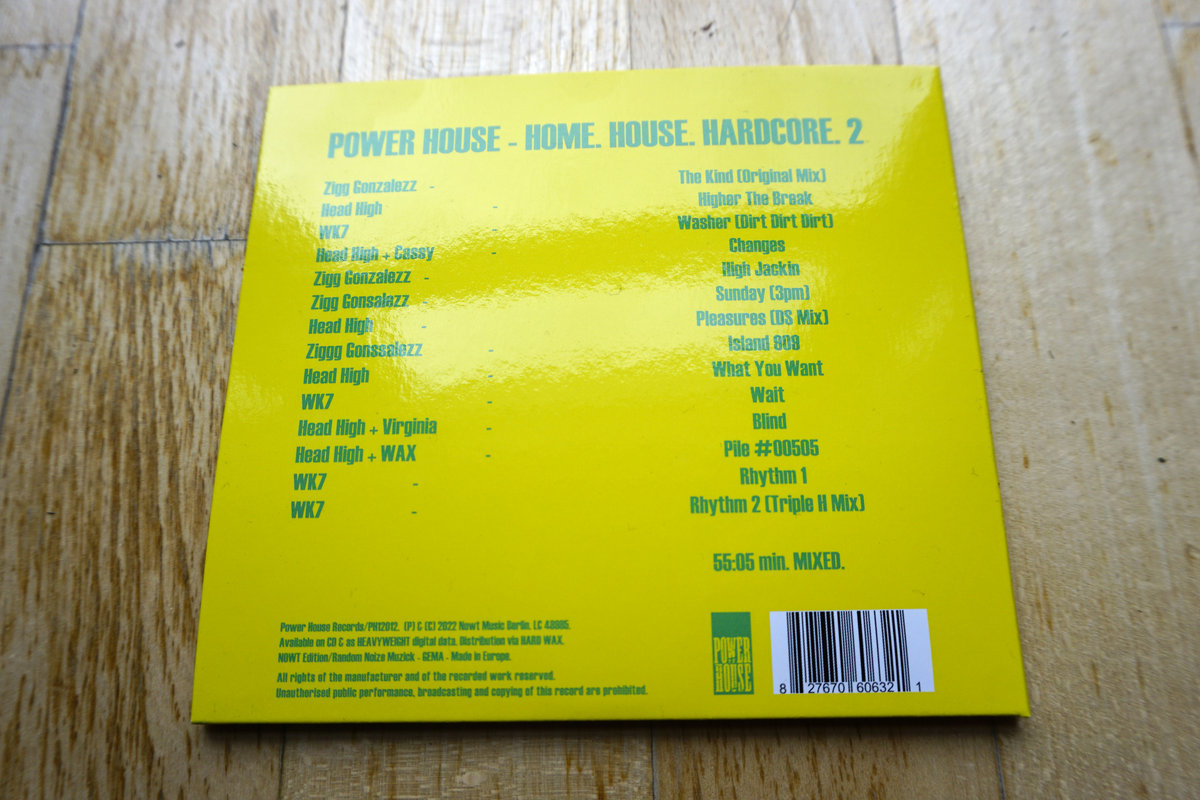 POWER HOUSE - HOME. HOUSE. HARDCORE. 2
Zigg Gonzalezz - The Kind (Original Mix)
Head High - Higher The Break
WK7 - Washer (Dirt Dirt Dirt)
Head High + Cassy - Changes
Zigg Gonzalezz - High Jackin
Zigg Gonsalezz - Sunday (3pm)
Head High - Pleasures (DS Mix)
Ziggg Gonssalezz - Island 808
Head High - What You Want
WK7 - Wait
Head High + Virginia - Blind
Head High + WAX - Pile #00505
WK7 - Rhythm 1
WK7 - Rhythm 2 (Triple H Mix)
55:05 min. MIXED.
Power House Records/PH12012. (P) & (C) 2022 Nowt Music Berlin. LC 48985.
Available on CD & as HEAVYWEIGHT digital data. Distribution via HARD WAX.
NOWT Edition/Random Noize Muzick - GEMA - Made in Europe.
All rights of the manufacturer and of the recorded work reserved.
Unauthorised public performance, broadcasting and copying of this record are prohibited.
POWER
HOUSE
8 27670 60632 1